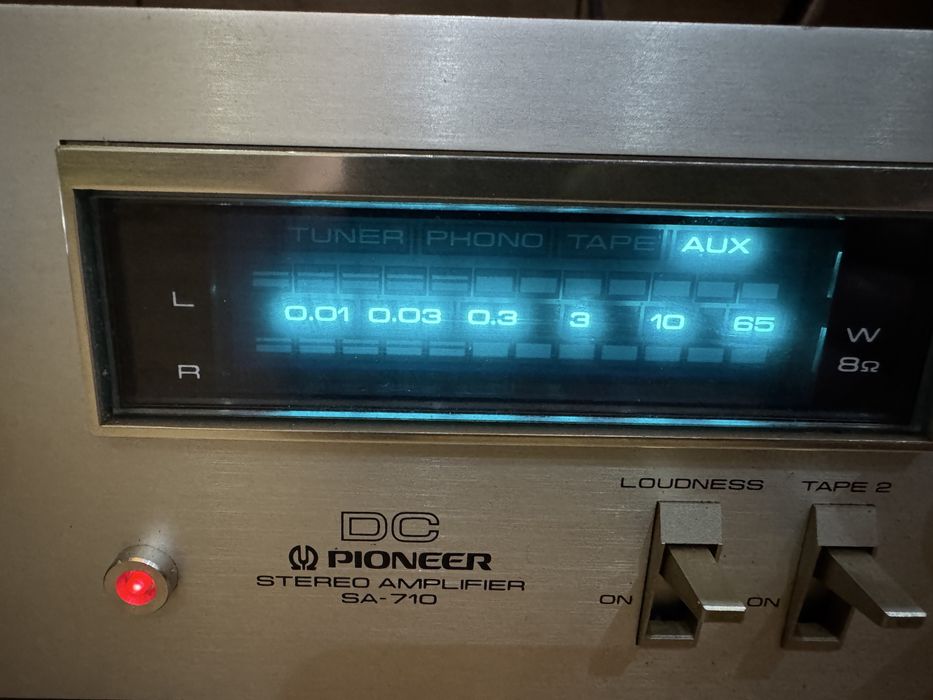 TUNER PHONO TAPE AUX
L
0.01 0.03 0.3 3 10 65
W
R
8Ω
LOUDNESS TAPE 2
DC
PIONEER
STEREO AMPLIFIER
SA-710
ON ON